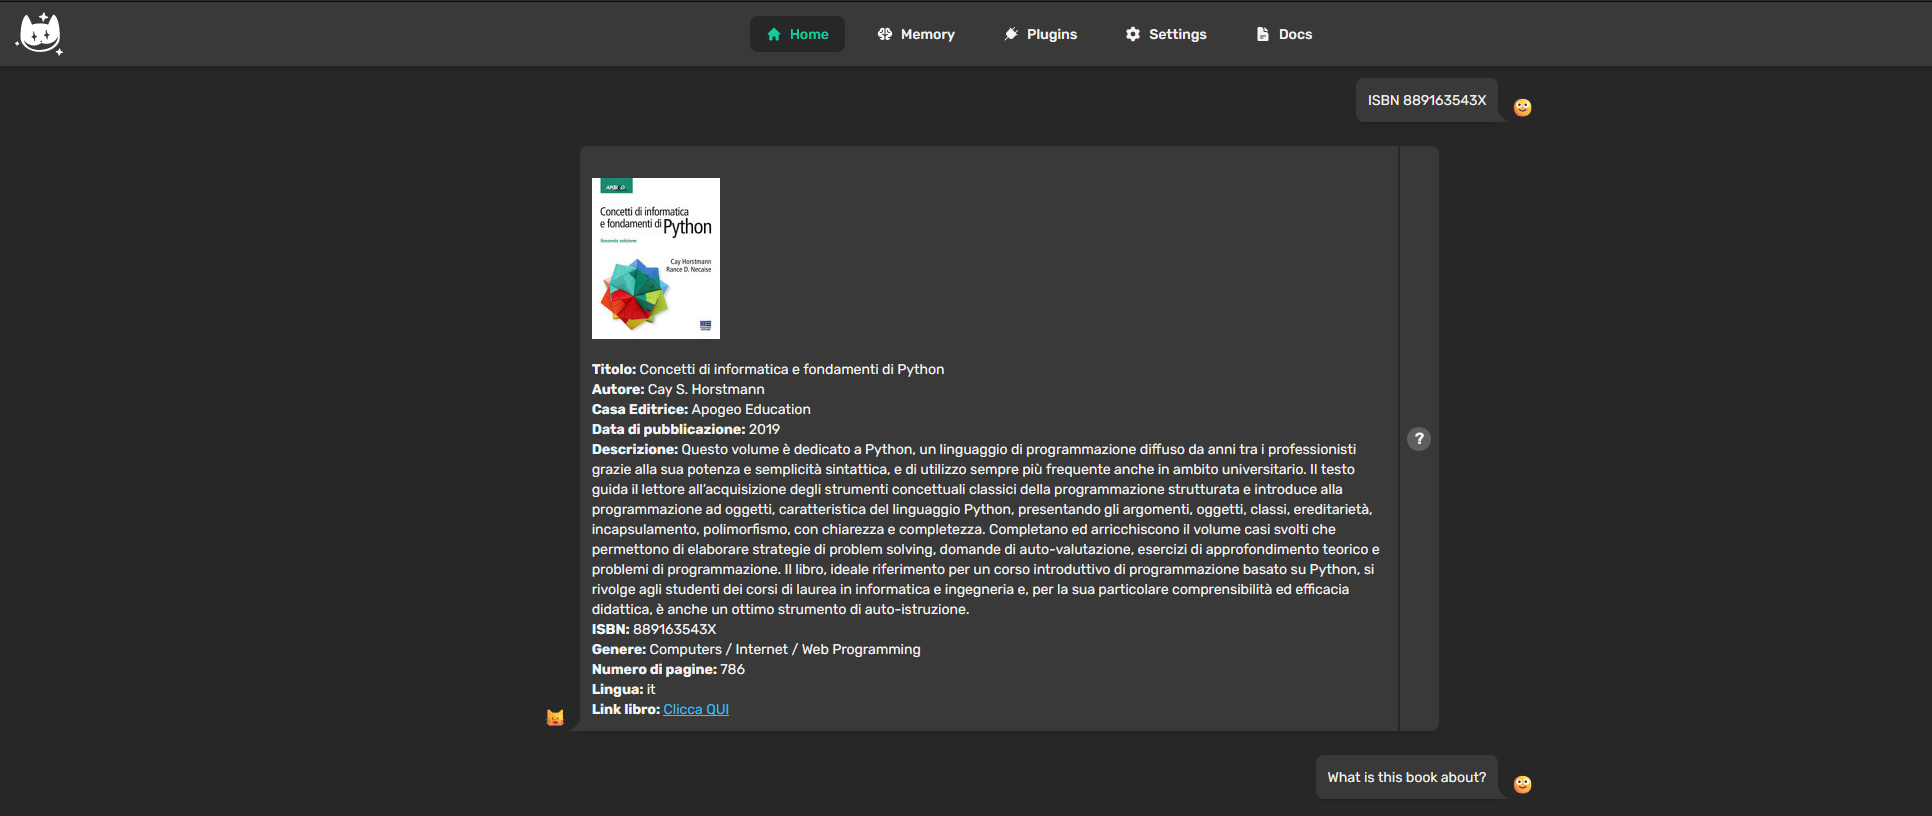 Home Memory Plugins Settings Docs
ISBN 889163543X
APOGEO
Concetti di informatica
e fondamenti di Python
Seconda edizione
Cay Horstmann
Rance D. Necaise
Titolo: Concetti di informatica e fondamenti di Python
Autore: Cay S. Horstmann
Casa Editrice: Apogeo Education
Data di pubblicazione: 2019
Descrizione: Questo volume è dedicato a Python, un linguaggio di programmazione diffuso da anni tra i professionisti
grazie alla sua potenza e semplicità sintattica, e di utilizzo sempre più frequente anche in ambito universitario. Il testo
guida il lettore all’acquisizione degli strumenti concettuali classici della programmazione strutturata e introduce alla
programmazione ad oggetti, caratteristica del linguaggio Python, presentando gli argomenti, oggetti, classi, ereditarietà,
incapsulamento, polimorfismo, con chiarezza e completezza. Completano ed arricchiscono il volume casi svolti che
permettono di elaborare strategie di problem solving, domande di auto-valutazione, esercizi di approfondimento teorico e
problemi di programmazione. Il libro, ideale riferimento per un corso introduttivo di programmazione basato su Python, si
rivolge agli studenti dei corsi di laurea in informatica e ingegneria e, per la sua particolare comprensibilità ed efficacia
didattica, è anche un ottimo strumento di auto-istruzione.
ISBN: 889163543X
Genere: Computers / Internet / Web Programming
Numero di pagine: 786
Lingua: it
Link libro: Clicca QUI
?
What is this book about?